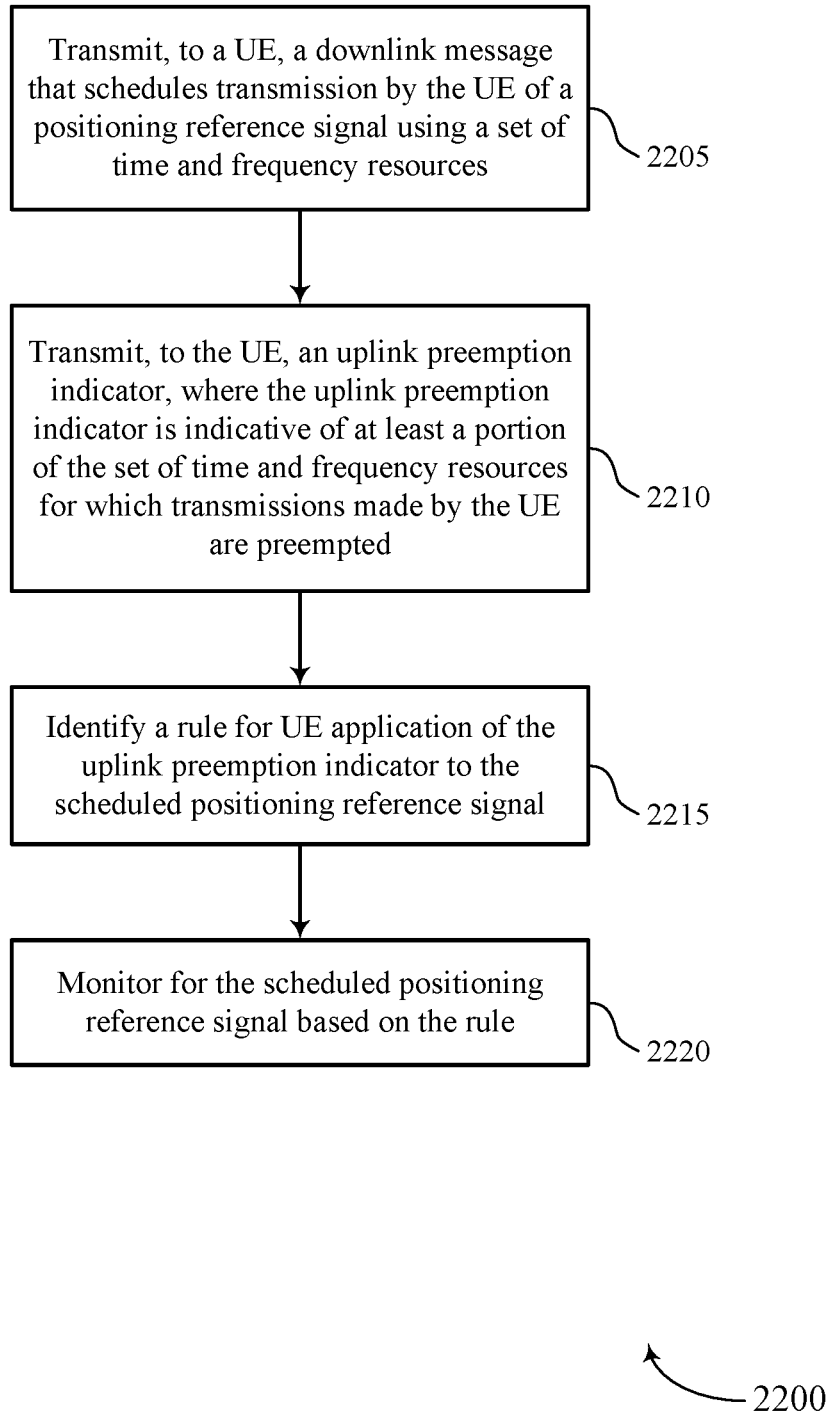 Transmit, to a UE, a downlink message
that schedules transmission by the UE of a
positioning reference signal using a set of
time and frequency resources
2205
Transmit, to the UE, an uplink preemption
indicator, where the uplink preemption
indicator is indicative of at least a portion
of the set of time and frequency resources
for which transmissions made by the UE
are preempted
2210
Identify a rule for UE application of the
uplink preemption indicator to the
scheduled positioning reference signal
2215
Monitor for the scheduled positioning
reference signal based on the rule
2220
2200